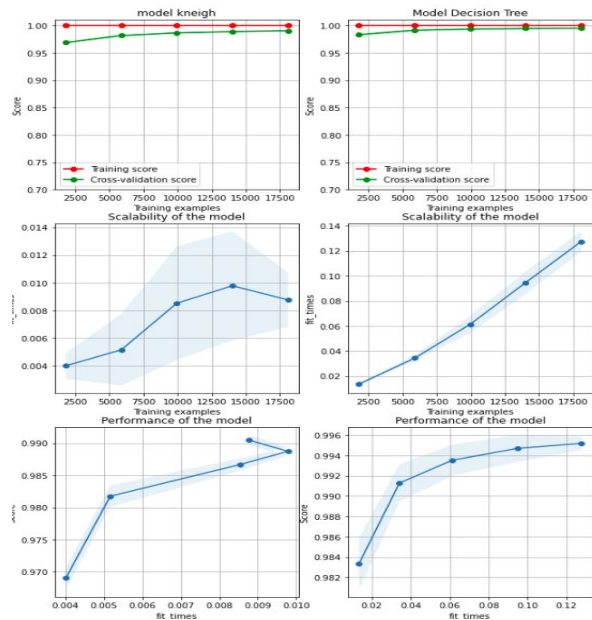 model kneigh
1.00
0.95
0.90
0.85
0.80
0.75
0.70
Score
Training score
Cross-validation score
2500 5000 7500 10000 12500 15000 17500
Training examples
Model Decision Tree
1.00
0.95
0.90
0.85
0.80
0.75
0.70
Score
Training score
Cross-validation score
2500 5000 7500 10000 12500 15000 17500
Training examples
Scalability of the model
0.014
0.012
0.010
0.008
0.006
0.004
2500 5000 7500 10000 12500 15000 17500
Training examples
Scalability of the model
0.14
0.12
0.10
0.08
0.06
0.04
0.02
fit_times
2500 5000 7500 10000 12500 15000 17500
Training examples
Performance of the model
0.990
0.985
0.980
0.975
0.970
0.004 0.005 0.006 0.007 0.008 0.009 0.010
fit_times
Performance of the model
0.996
0.994
0.992
0.990
0.988
0.986
0.984
0.982
Score
0.02 0.04 0.06 0.08 0.10 0.12
fit_times